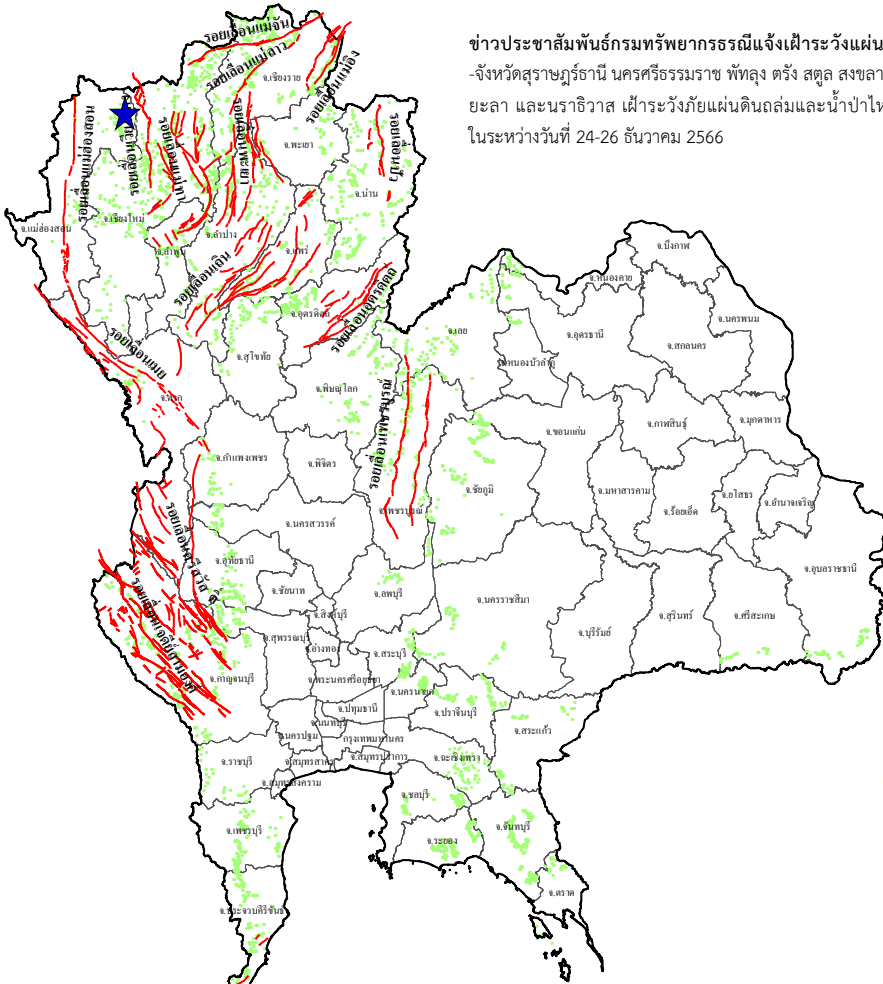 ข่าวประชาสัมพันธ์กรมทรัพยากรธรณีแจ้งเฝ้าระวังแผ่น
-จังหวัดสุราษฎร์ธานี นครศรีธรรมราช พัทลุง ตรัง สตูล สงขลา
ยะลา และนราธิวาส เฝ้าระวังภัยแผ่นดินถล่มและน้ำป่าไห
ในระหว่างวันที่ 24-26 ธันวาคม 2566
รอยเลื่อนแม่จัน
รอยเลื่อนแม่ลาว
จ.เชียงราย
รอยเลื่อนแม่อิง
รอยเลื่อนแม่ฮ่องสอน
รอยเลื่อนแม่ทา
รอยเลื่อนพะเยา
จ.พะเยา
รอยเลื่อนปัว
จ.น่าน
จ.แม่ฮ่องสอน
จ.เชียงใหม่
จ.ลำพูน
จ.ลำปาง
จ.แพร่
รอยเลื่อนเถิน
จ.อุตรดิตถ์
รอยเลื่อนอุตรดิตถ์
จ.บึงกาฬ
จ.หนองคาย
จ.เลย
จ.อุดรธานี
จ.นครพนม
จ.สกลนคร
รอยเลื่อนเมย
จ.สุโขทัย
จ.หนองบัวลำภู
จ.ตาก
จ.พิษณุโลก
รอยเลื่อนเพชรบูรณ์
จ.ขอนแก่น
จ.กาฬสินธุ์
จ.มุกดาหาร
จ.กำแพงเพชร
จ.พิจิตร
จ.ชัยภูมิ
จ.มหาสารคาม
จ.ร้อยเอ็ด
จ.ยโสธร
จ.อำนาจเจริญ
จ.เพชรบูรณ์
จ.นครสวรรค์
รอยเลื่อนศรีสวัสดิ์
จ.อุทัยธานี
จ.อุบลราชธานี
จ.ชัยนาท
จ.ลพบุรี
จ.นครราชสีมา
จ.บุรีรัมย์
จ.สุรินทร์
จ.ศรีสะเกษ
รอยเลื่อนเจดีย์สามองค์
จ.สิงห์บุรี
จ.สุพรรณบุรี
จ.อ่างทอง
จ.สระบุรี
จ.กาญจนบุรี
จ.พระนครศรีอยุธยา
จ.นครนายก
จ.ปทุมธานี
จ.ปราจีนบุรี
จ.นนทบุรี
จ.สระแก้ว
จ.นครปฐม
กรุงเทพมหานคร
จ.ราชบุรี
จ.สมุทรสาคร
จ.สมุทรปราการ
จ.ฉะเชิงเทรา
จ.สมุทรสงคราม
จ.ชลบุรี
จ.เพชรบุรี
จ.ระยอง
จ.จันทบุรี
จ.ตราด
จ.ประจวบคีรีขันธ์